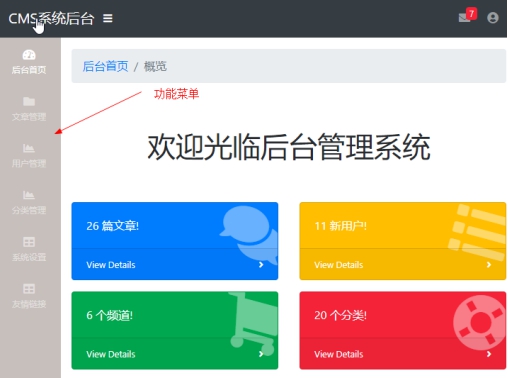 CMS系统后台
7
后台首页
文章管理
用户管理
分类管理
系统设置
友情链接
后台首页 / 概览
功能菜单
欢迎光临后台管理系统
26 篇文章!
View Details
11 新用户!
View Details
6 个频道!
View Details
20 个分类!
View Details